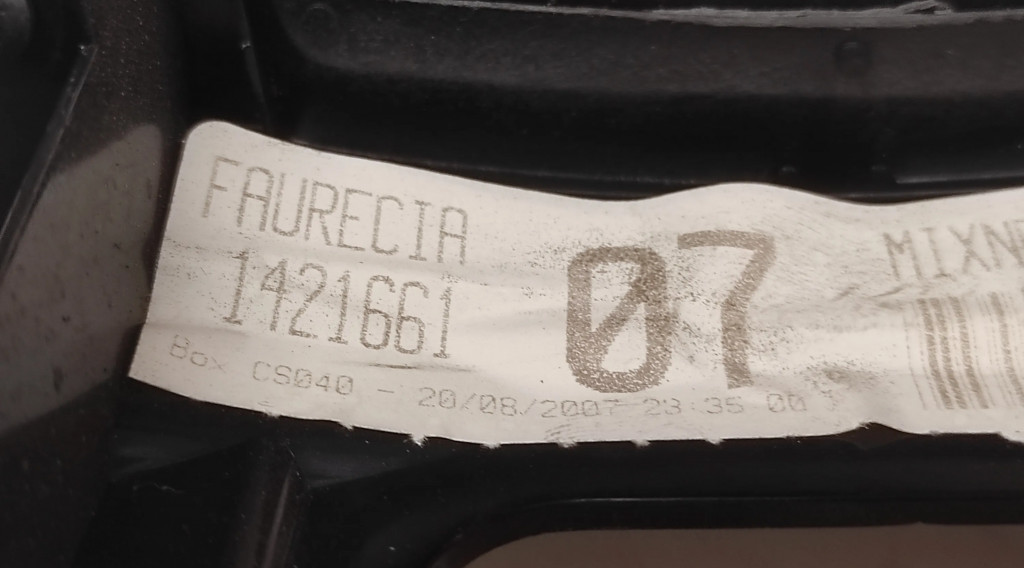 FAURECIA
1421661
07
MIXN
Box CS040 - 20/08/2007 23:35:00